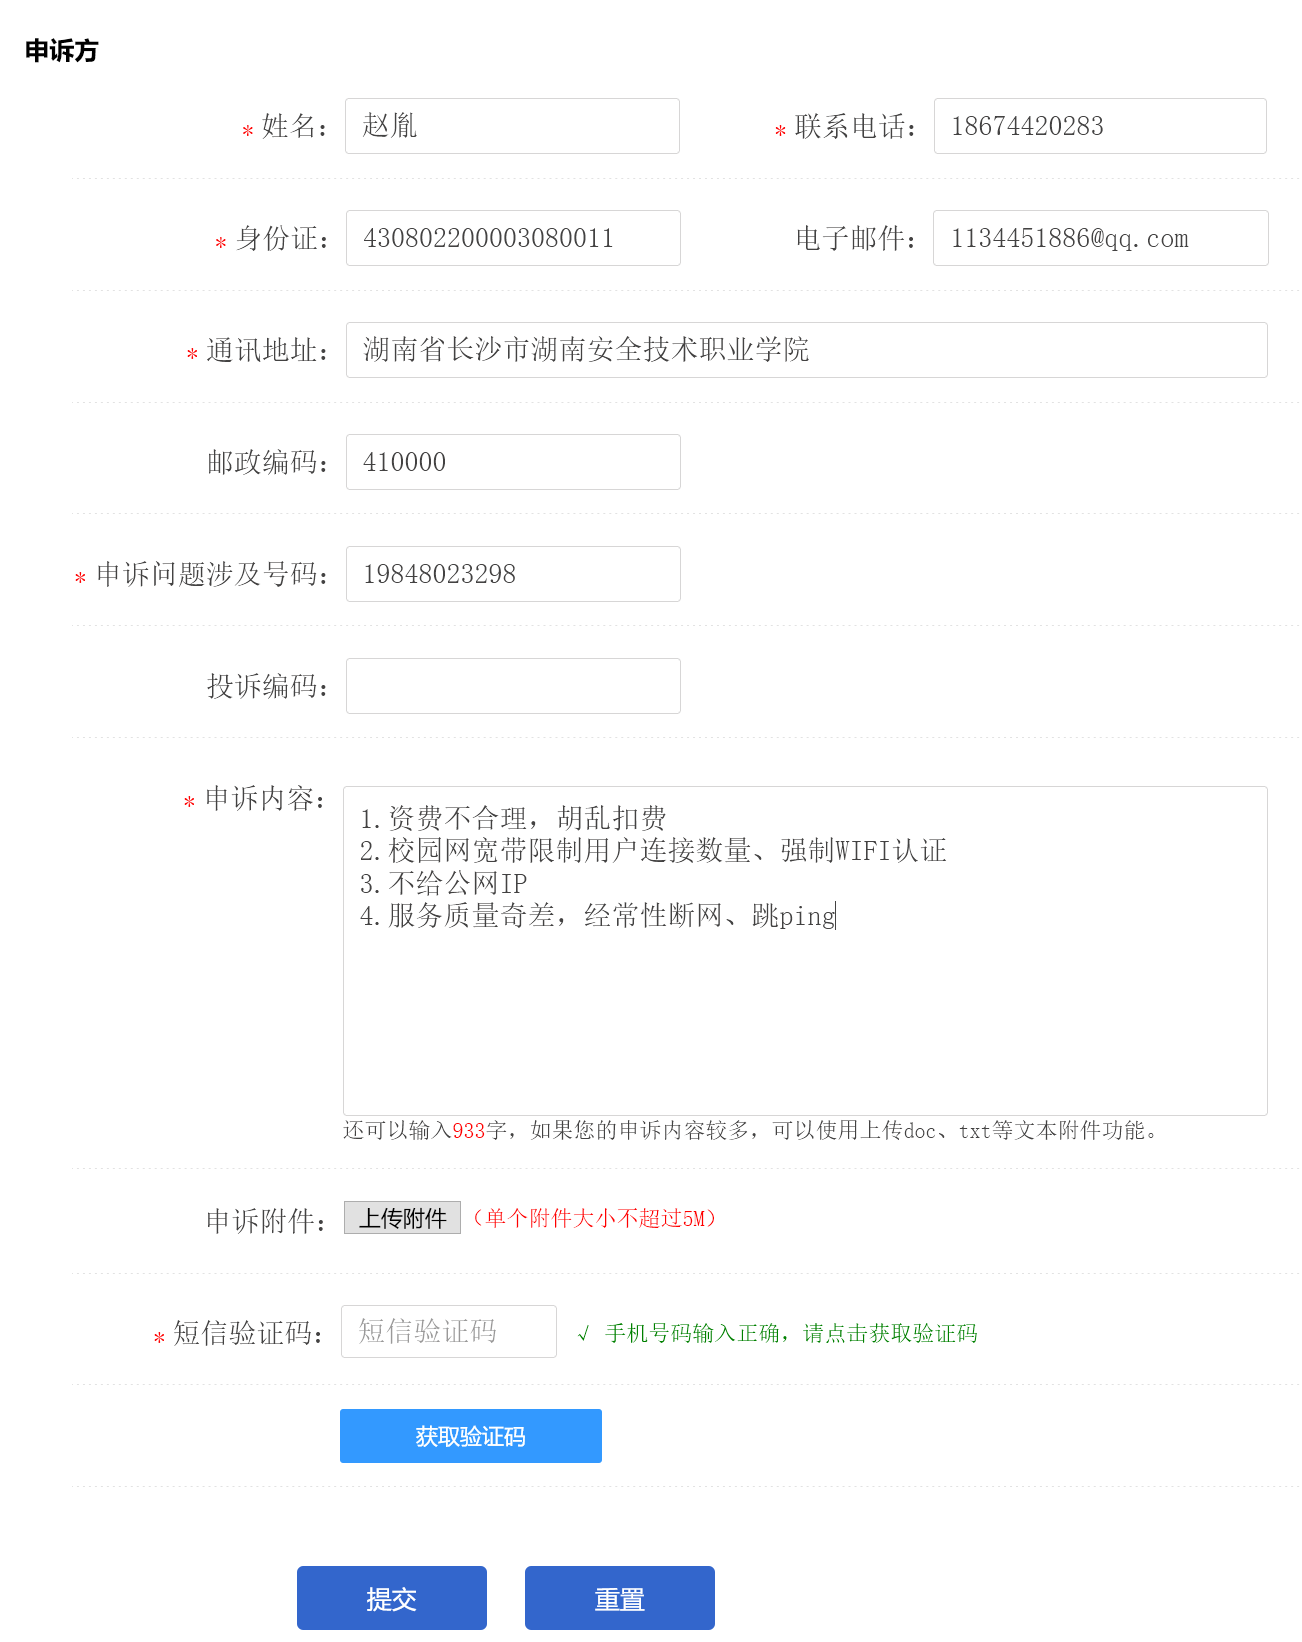 申诉方
* 姓名： 赵胤 * 联系电话： 18674420283
* 身份证： 430802200003080011 电子邮件： 1134451886@qq.com
* 通讯地址： 湖南省长沙市湖南安全技术职业学院
邮政编码： 410000
* 申诉问题涉及号码： 19848023298
投诉编码：
* 申诉内容： 1.资费不合理，胡乱扣费
2.校园网宽带限制用户连接数量、强制WIFI认证
3.不给公网IP
4.服务质量奇差，经常性断网、跳ping
还可以输入933字，如果您的申诉内容较多，可以使用上传doc、txt等文本附件功能。
申诉附件： 上传附件 （单个附件大小不超过5M）
* 短信验证码： 短信验证码 √ 手机号码输入正确，请点击获取验证码
获取验证码
提交 重置